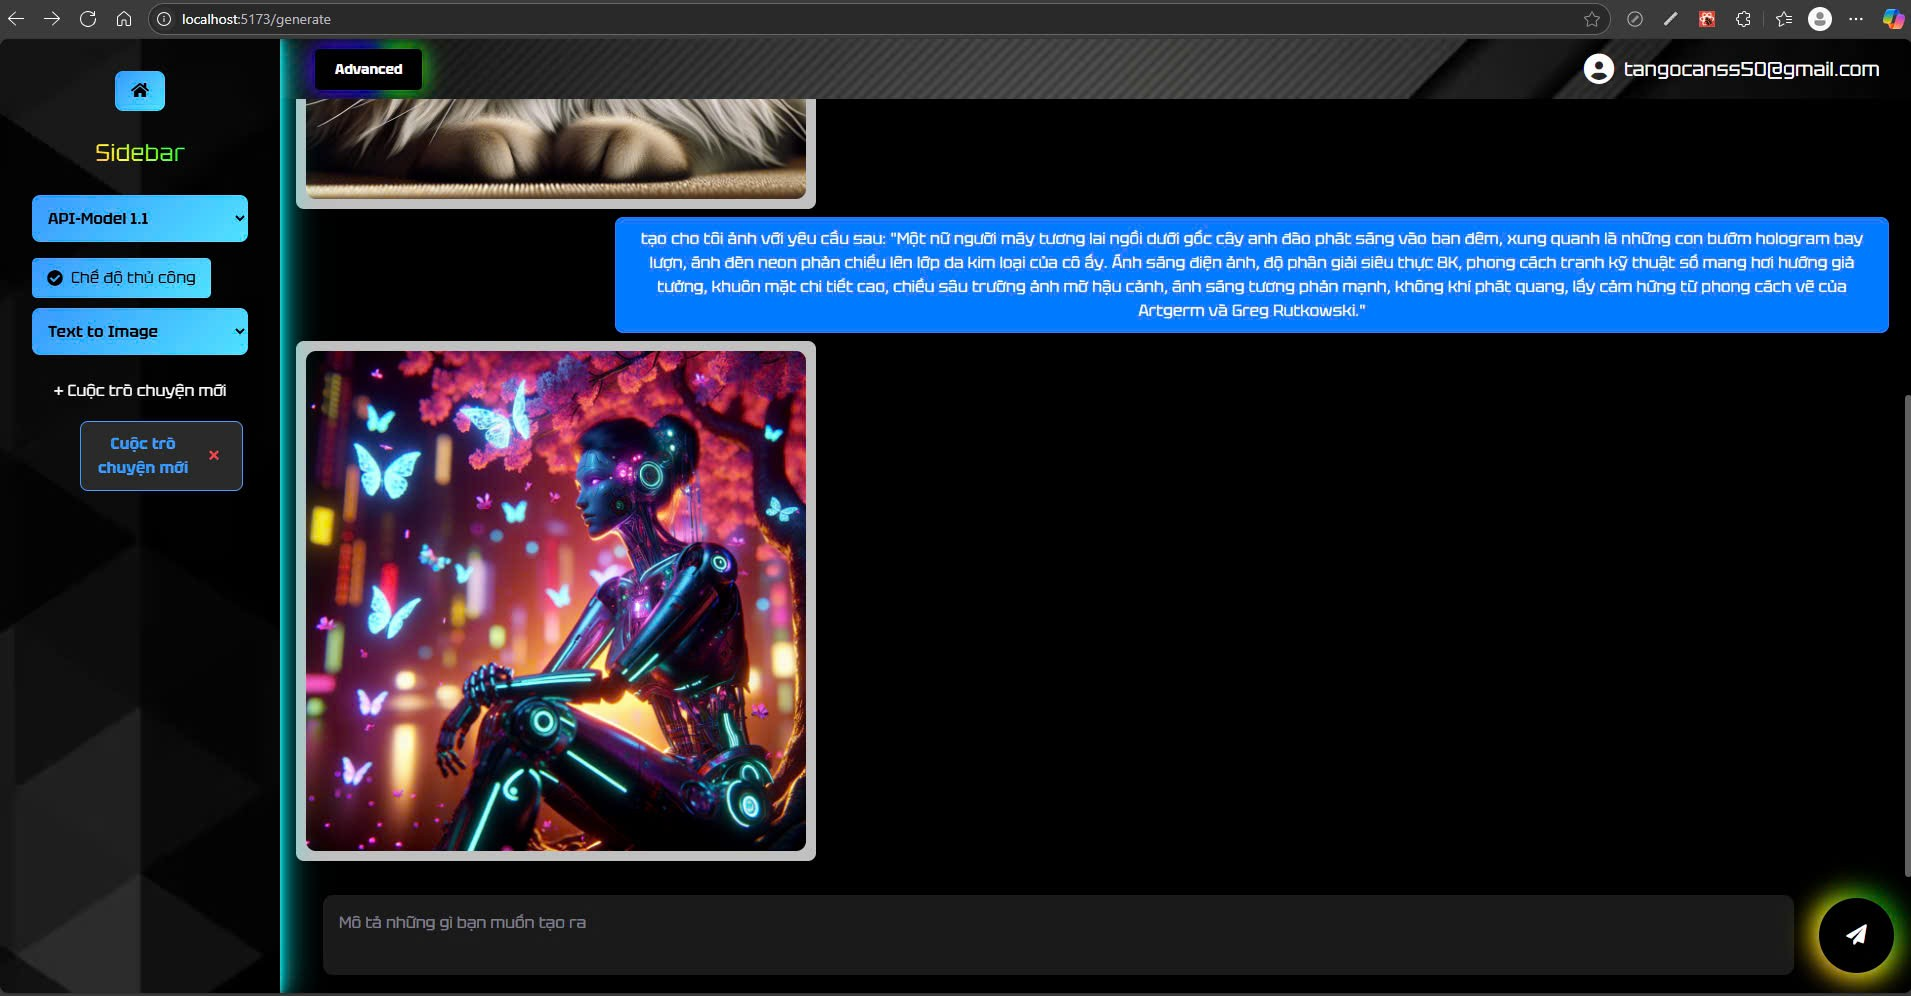 localhost:5173/generate
Advanced
tangocanss50@gmail.com
Sidebar
API-Model 1.1
Chế độ thủ công
Text to Image
+ Cuộc trò chuyện mới
Cuộc trò
chuyện mới
tạo cho tôi ảnh với yêu cầu sau: "Một nữ người máy tương lai ngồi dưới gốc cây anh đào phát sáng vào ban đêm, xung quanh là những con bướm hologram bay
lượn, ánh đèn neon phản chiếu lên lớp da kim loại của cô ấy. Ánh sáng điện ảnh, độ phân giải siêu thực 8K, phong cách tranh kỹ thuật số mang hơi hướng giả
tưởng, khuôn mặt chi tiết cao, chiều sâu trường ảnh mờ hậu cảnh, ánh sáng tương phản mạnh, không khí phát quang, lấy cảm hứng từ phong cách vẽ của
Artgerm và Greg Rutkowski."
Mô tả những gì bạn muốn tạo ra